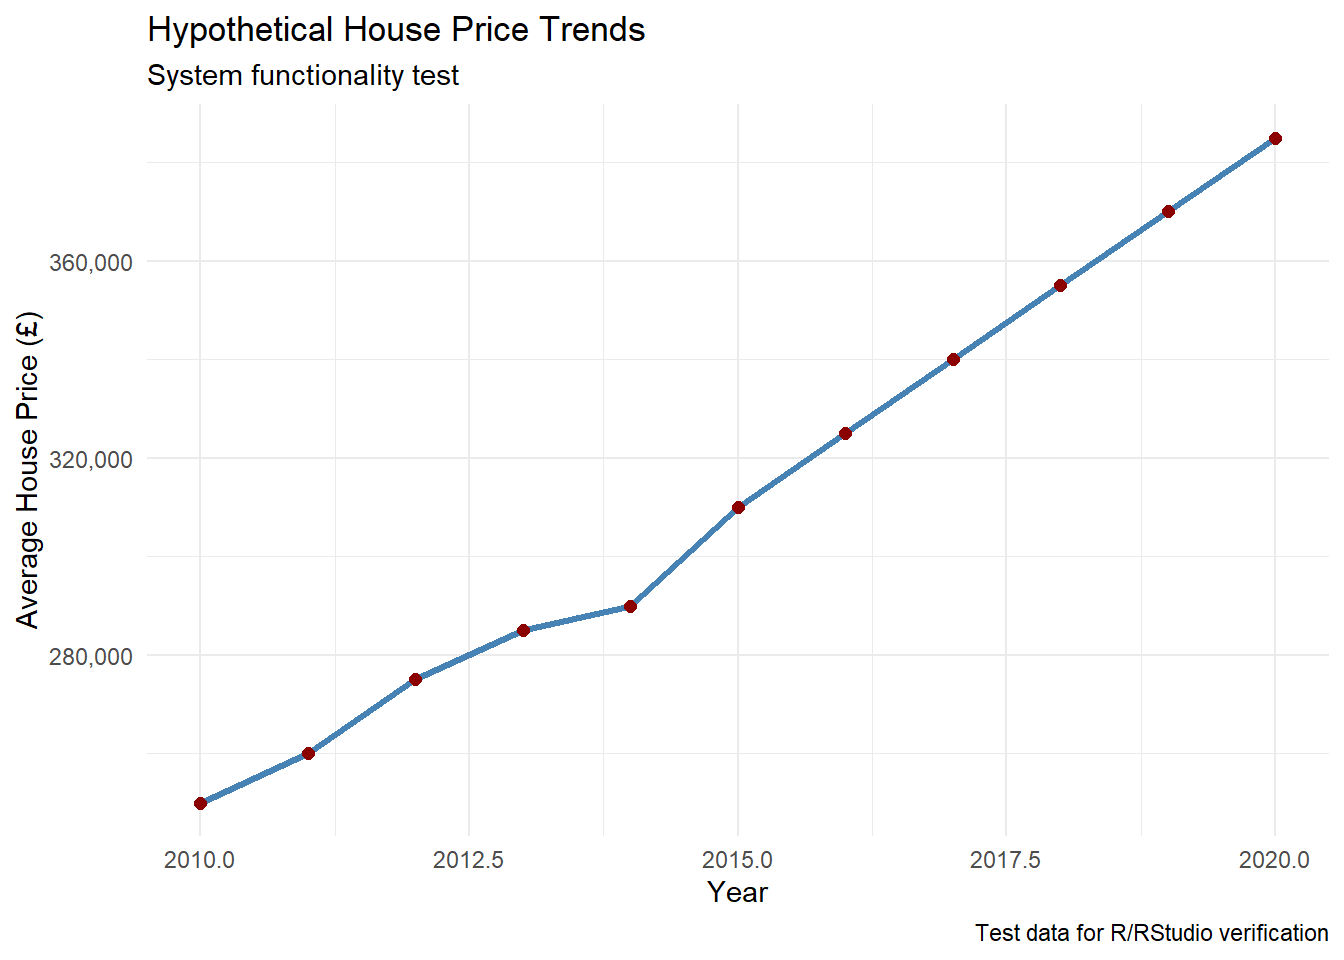 Hypothetical House Price Trends
System functionality test
Average House Price (£)
360,000
320,000
280,000
2010.0 2012.5 2015.0 2017.5 2020.0
Year
Test data for R/RStudio verification